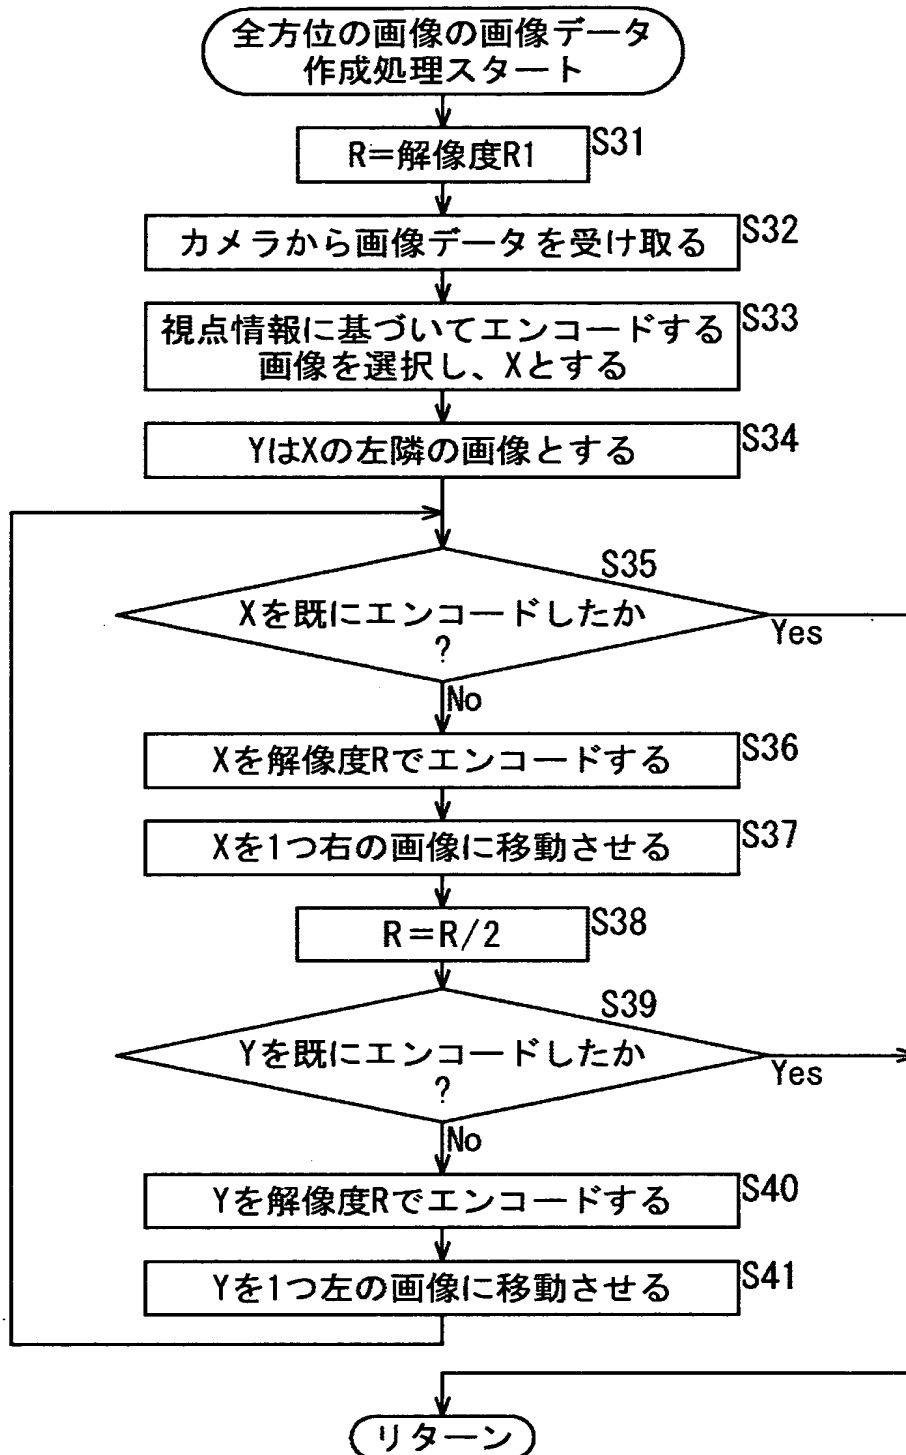 全方位の画像の画像データ
作成処理スタート
R=解像度R1
S31
カメラから画像データを受け取る
S32
視点情報に基づいてエンコードする
画像を選択し、Xとする
S33
YはXの左隣の画像とする
S34
S35
Xを既にエンコードしたか
?
Yes
No
Xを解像度Rでエンコードする
S36
Xを1つ右の画像に移動させる
S37
R=R/2
S38
S39
Yを既にエンコードしたか
?
Yes
No
Yを解像度Rでエンコードする
S40
Yを1つ左の画像に移動させる
S41
リターン